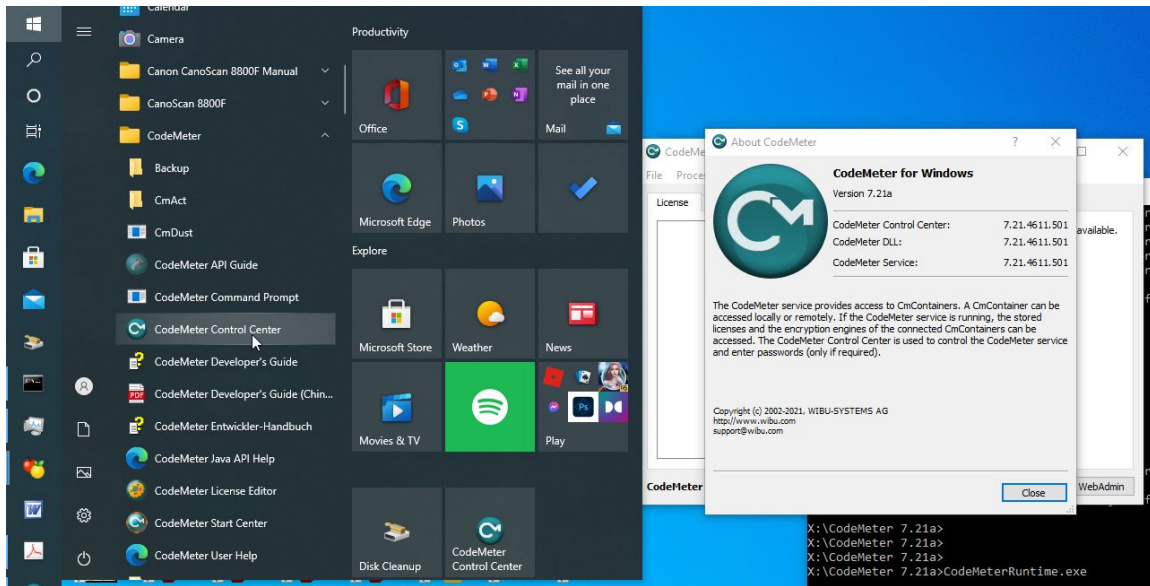 Calendar
Camera
Canon CanoScan 8800F Manual
CanoScan 8800F
CodeMeter
Backup
CmAct
CmDust
CodeMeter API Guide
CodeMeter Command Prompt
CodeMeter Control Center
CodeMeter Developer's Guide
CodeMeter Developer's Guide (Chin...
CodeMeter Entwickler-Handbuch
CodeMeter Java API Help
CodeMeter License Editor
CodeMeter Start Center
CodeMeter User Help
Productivity
Office
See all your
mail in one
place
Mail
Microsoft Edge
Photos
Explore
Microsoft Store
Weather
News
Movies & TV
Play
Disk Cleanup
CodeMeter
Control Center
CodeMe
File Proce
License
available.
CodeMeter
WebAdmin
About CodeMeter
?
CodeMeter for Windows
Version 7.21a
CodeMeter Control Center: 7.21.4611.501
CodeMeter DLL: 7.21.4611.501
CodeMeter Service: 7.21.4611.501
The CodeMeter service provides access to CmContainers. A CmContainer can be
accessed locally or remotely. If the CodeMeter service is running, the stored
licenses and the encryption engines of the connected CmContainers can be
accessed. The CodeMeter Control Center is used to control the CodeMeter service
and enter passwords (only if required).
Copyright (c) 2002-2021, WIBU-SYSTEMS AG
http://www.wibu.com
support@wibu.com
Close
X:\CodeMeter 7.21a>
X:\CodeMeter 7.21a>
X:\CodeMeter 7.21a>
X:\CodeMeter 7.21a>CodeMeterRuntime.exe